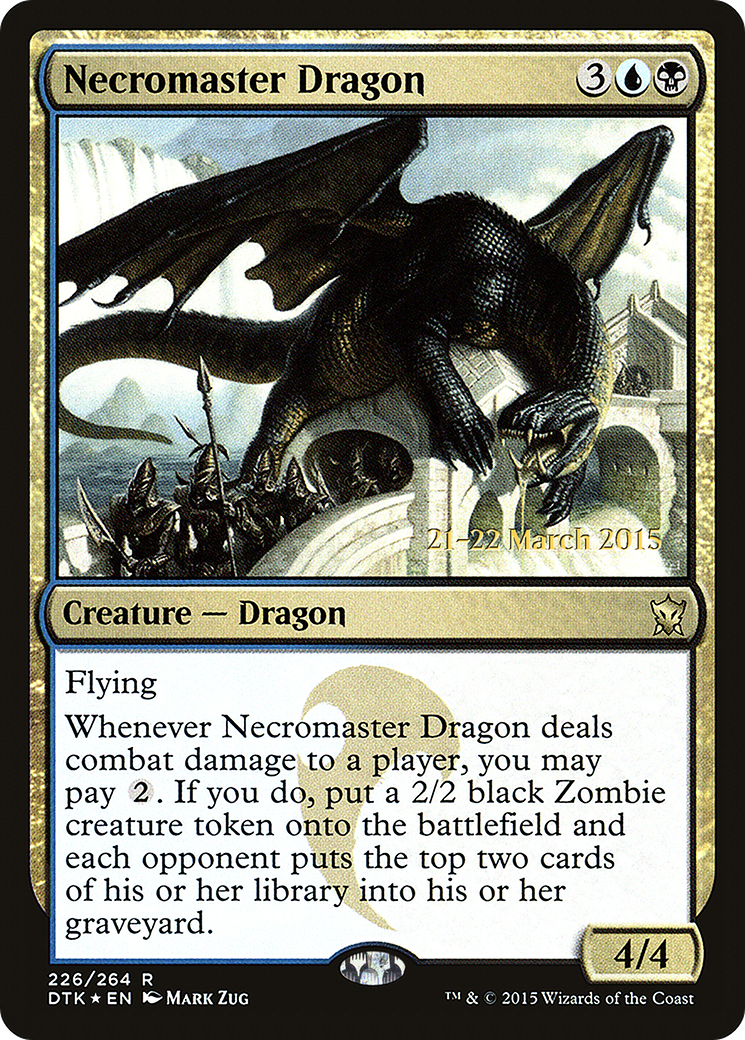 Necromaster Dragon 3
21–22 March 2015
Creature — Dragon
Flying
Whenever Necromaster Dragon deals
combat damage to a player, you may
pay 2. If you do, put a 2/2 black Zombie
creature token onto the battlefield and
each opponent puts the top two cards
of his or her library into his or her
graveyard.
4/4
226/264 R
DTK ★ EN Mark Zug
™ & © 2015 Wizards of the Coast